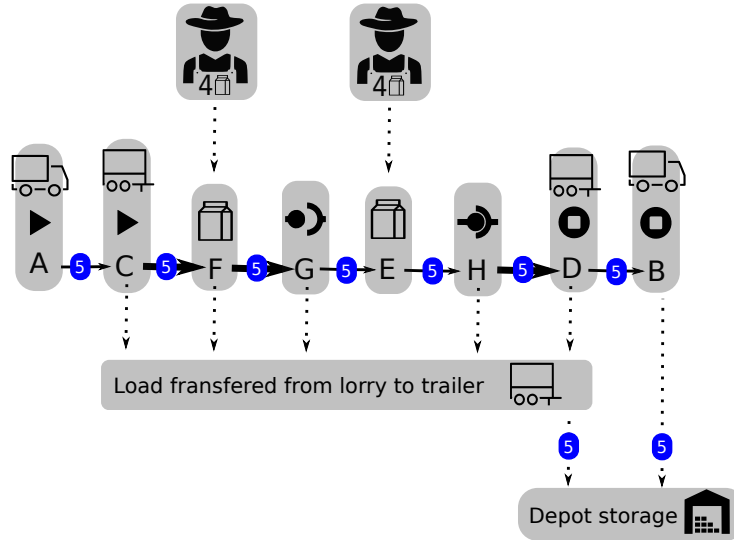 4 4
A 5 C 5 F 5 G 5 E 5 H 5 D 5 B
Load fransfered from lorry to trailer
5 5
Depot storage